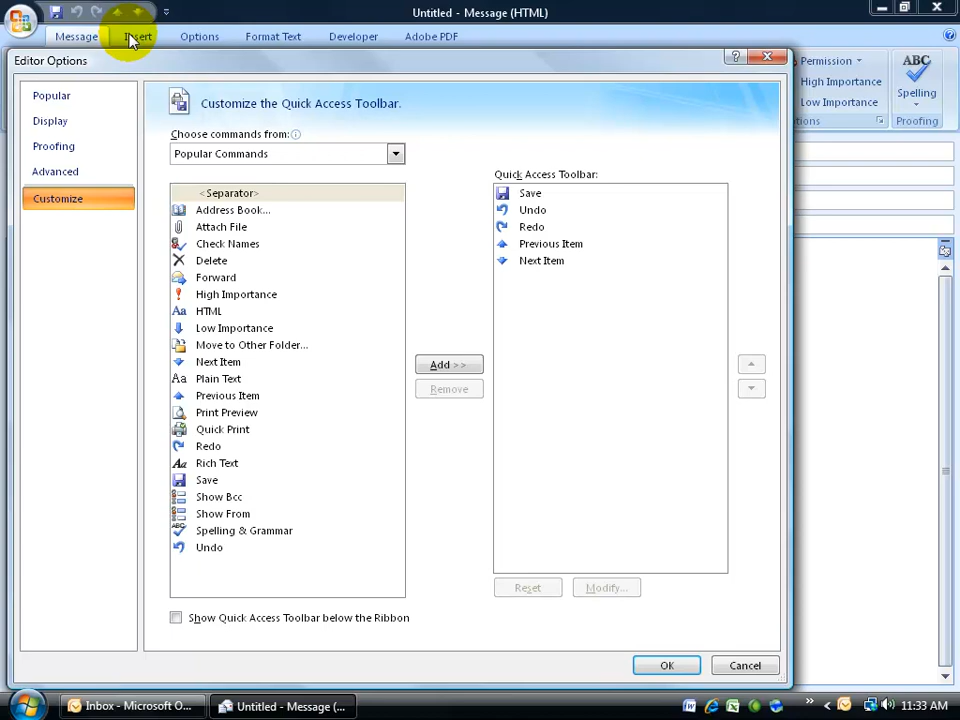 Untitled - Message (HTML)
Message Insert Options Format Text Developer Adobe PDF
Editor Options
Permission
High Importance
Low Importance
ABC
Spelling
Proofing
Popular
Display
Proofing
Advanced
Customize
Customize the Quick Access Toolbar.
Choose commands from:
Popular Commands
<Separator>
Address Book...
Attach File
Check Names
Delete
Forward
High Importance
HTML
Low Importance
Move to Other Folder...
Next Item
Plain Text
Previous Item
Print Preview
Quick Print
Redo
Rich Text
Save
Show Bcc
Show From
Spelling & Grammar
Undo
Add >>
Remove
Quick Access Toolbar:
Save
Undo
Redo
Previous Item
Next Item
Reset Modify...
Show Quick Access Toolbar below the Ribbon
OK Cancel
Inbox - Microsoft O... Untitled - Message (... 11:33 AM